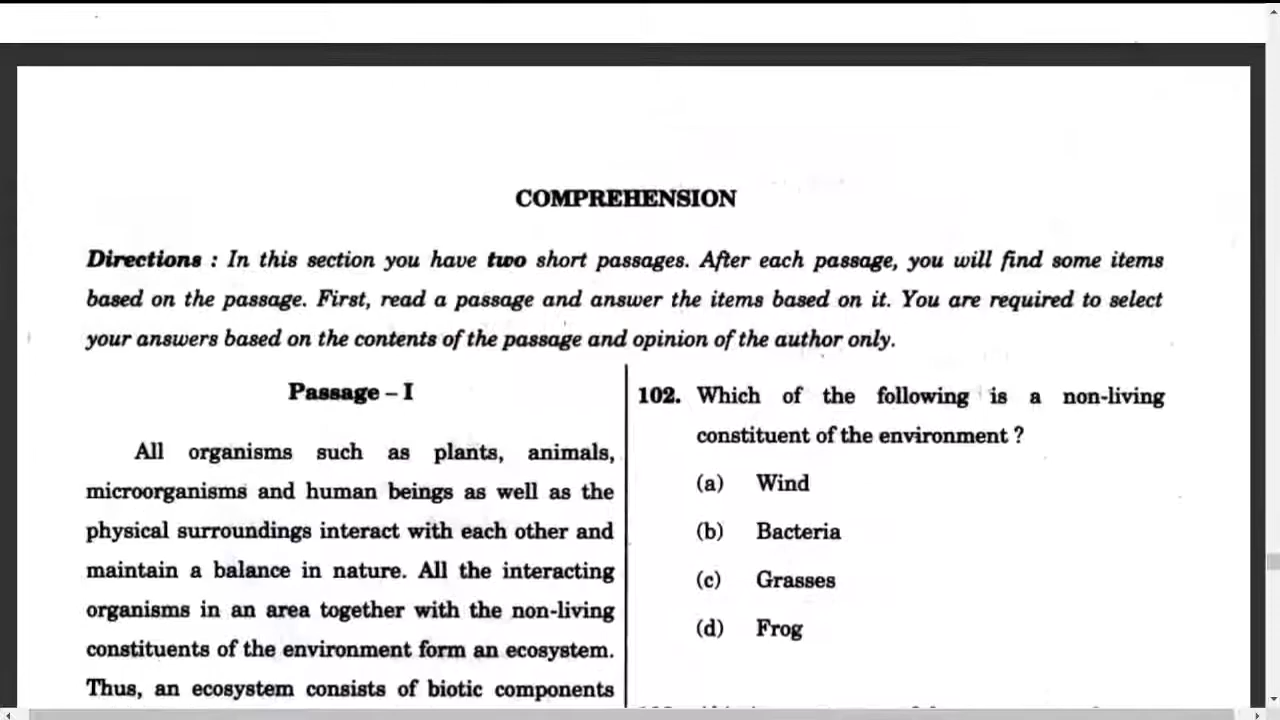 COMPREHENSION
Directions : In this section you have two short passages. After each passage, you will find some items
based on the passage. First, read a passage and answer the items based on it. You are required to select
your answers based on the contents of the passage and opinion of the author only.
Passage – I
All organisms such as plants, animals,
microorganisms and human beings as well as the
physical surroundings interact with each other and
maintain a balance in nature. All the interacting
organisms in an area together with the non-living
constituents of the environment form an ecosystem.
Thus, an ecosystem consists of biotic components
102. Which of the following is a non-living
constituent of the environment ?
(a) Wind
(b) Bacteria
(c) Grasses
(d) Frog